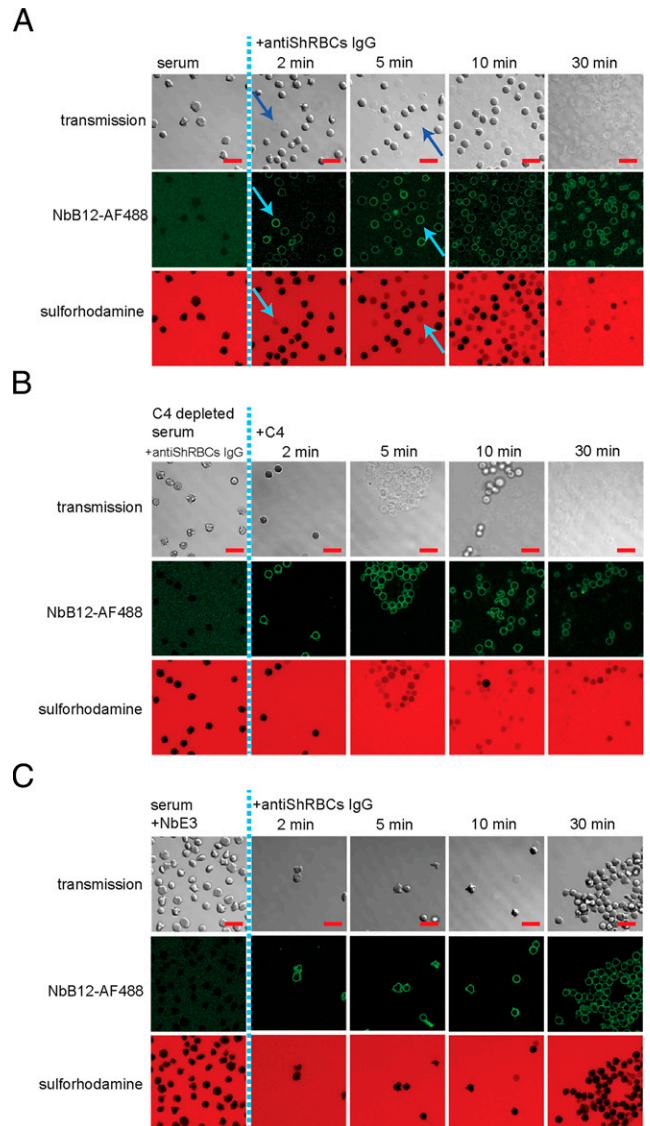 A
+antiShRBCs IgG
serum 2 min 5 min 10 min 30 min
transmission
NbB12-AF488
sulforhodamine
B
C4 depleted
serum +C4
+antiShRBCs IgG 2 min 5 min 10 min 30 min
transmission
NbB12-AF488
sulforhodamine
C
serum +antiShRBCs IgG
+NbE3 2 min 5 min 10 min 30 min
transmission
NbB12-AF488
sulforhodamine